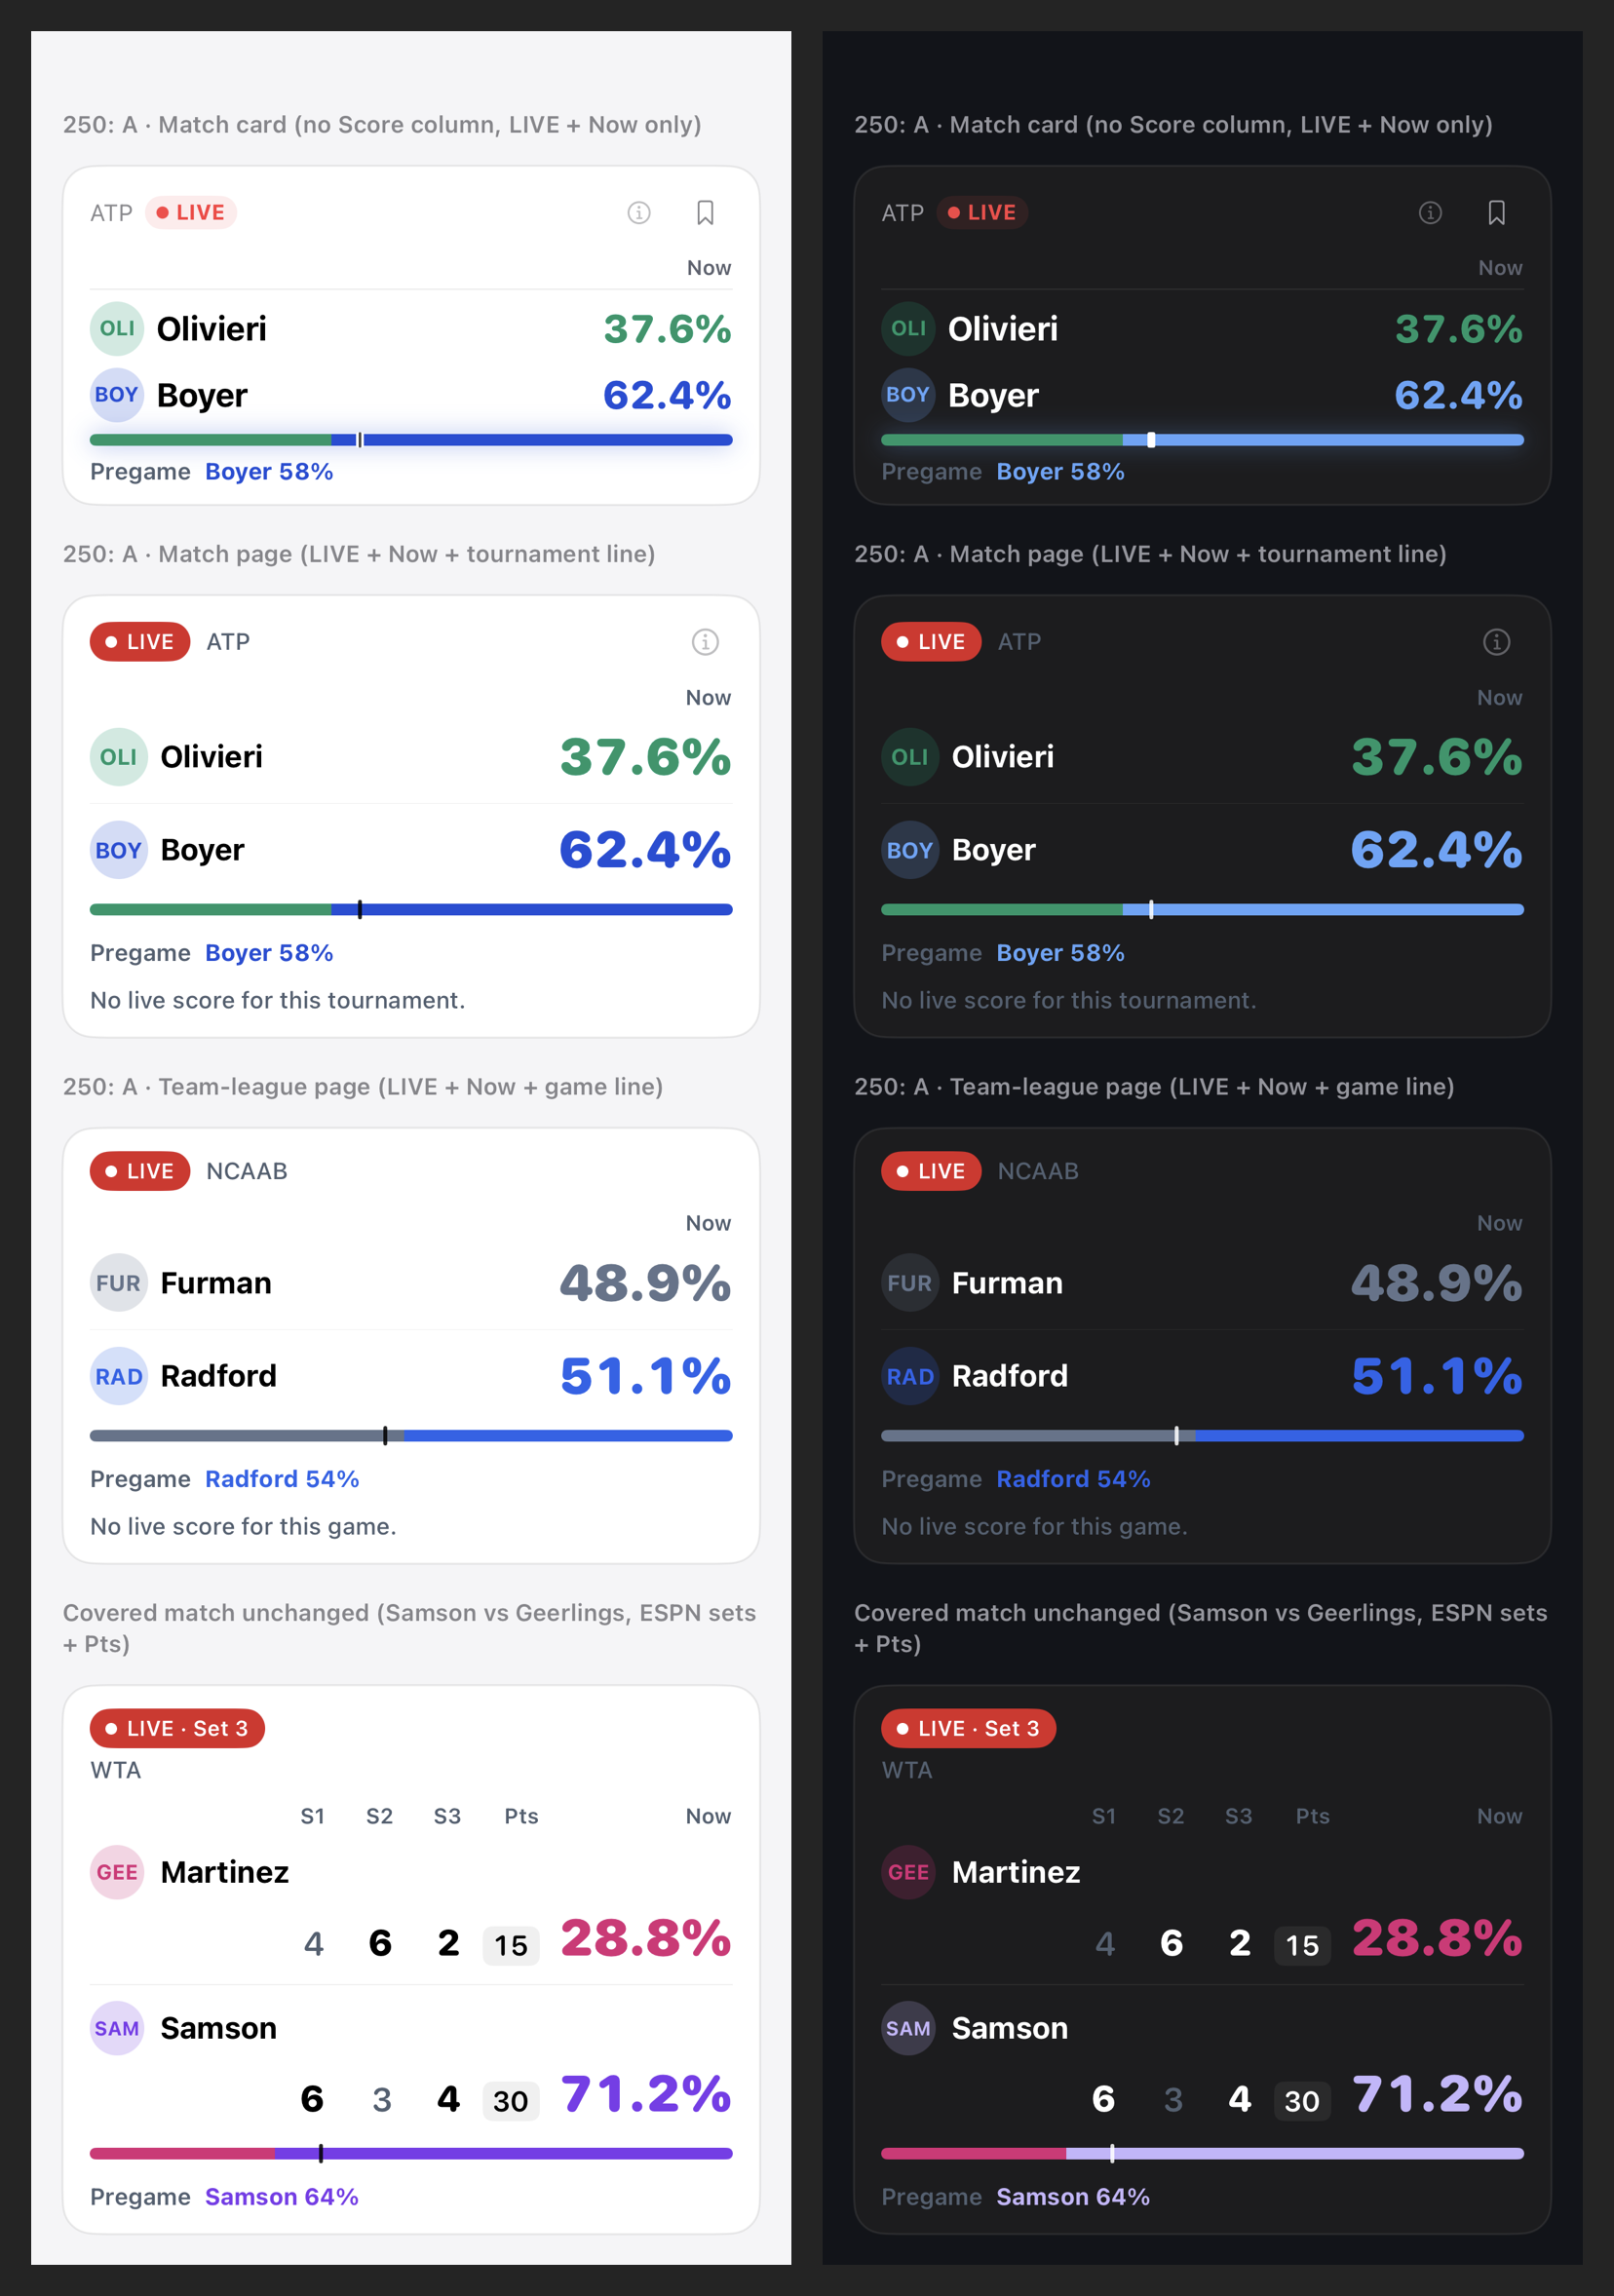 250: A · Match card (no Score column, LIVE + Now only)
ATP LIVE
Now
OLI Olivieri 37.6%
BOY Boyer 62.4%
Pregame Boyer 58%
250: A · Match page (LIVE + Now + tournament line)
LIVE ATP
Now
OLI Olivieri 37.6%
BOY Boyer 62.4%
Pregame Boyer 58%
No live score for this tournament.
250: A · Team-league page (LIVE + Now + game line)
LIVE NCAAB
Now
FUR Furman 48.9%
RAD Radford 51.1%
Pregame Radford 54%
No live score for this game.
Covered match unchanged (Samson vs Geerlings, ESPN sets
+ Pts)
LIVE · Set 3
WTA
S1 S2 S3 Pts Now
GEE Martinez
4 6 2 15 28.8%
SAM Samson
6 3 4 30 71.2%
Pregame Samson 64%
250: A · Match card (no Score column, LIVE + Now only)
ATP LIVE
Now
OLI Olivieri 37.6%
BOY Boyer 62.4%
Pregame Boyer 58%
250: A · Match page (LIVE + Now + tournament line)
LIVE ATP
Now
OLI Olivieri 37.6%
BOY Boyer 62.4%
Pregame Boyer 58%
No live score for this tournament.
250: A · Team-league page (LIVE + Now + game line)
LIVE NCAAB
Now
FUR Furman 48.9%
RAD Radford 51.1%
Pregame Radford 54%
No live score for this game.
Covered match unchanged (Samson vs Geerlings, ESPN sets
+ Pts)
LIVE · Set 3
WTA
S1 S2 S3 Pts Now
GEE Martinez
4 6 2 15 28.8%
SAM Samson
6 3 4 30 71.2%
Pregame Samson 64%